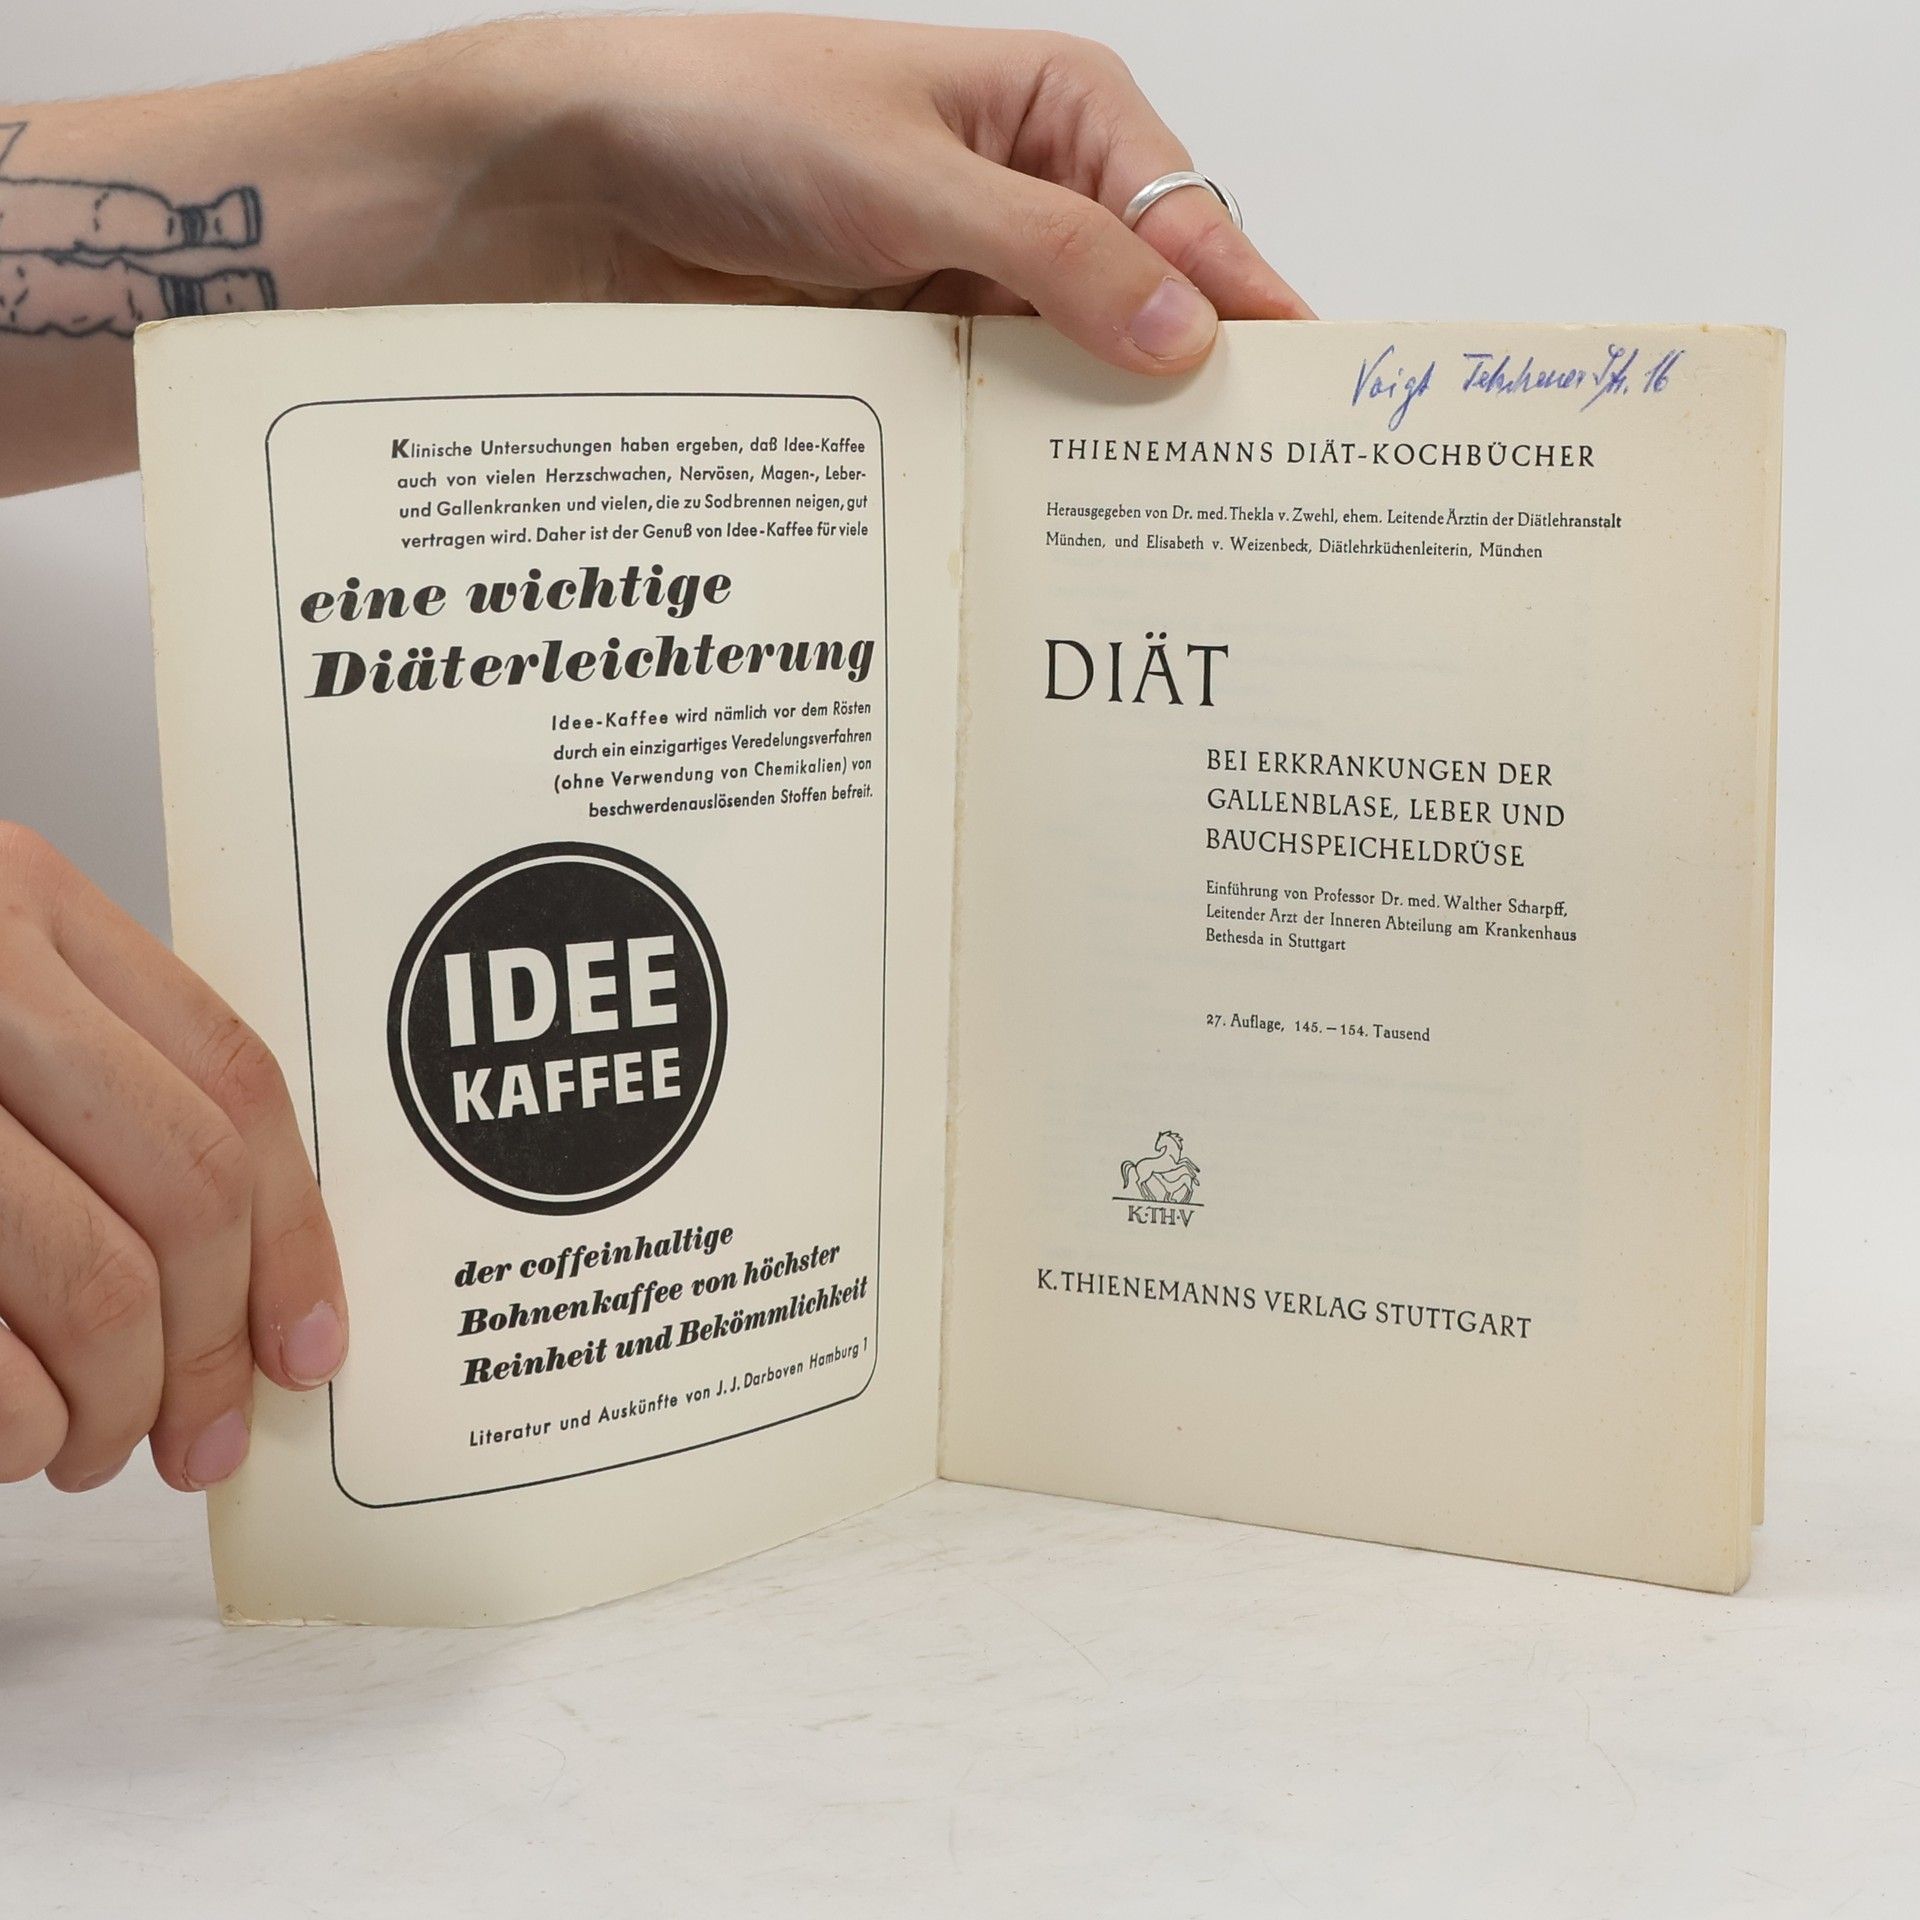 Klinische Untersuchungen haben ergeben, daß Idee-Kaffee
auch von vielen Herzschwachen, Nervösen, Magen-, Leber-
und Gallenkranken und vielen, die zu Sodbrennen neigen, gut
vertragen wird. Daher ist der Genuß von Idee-Kaffee für viele
eine wichtige
Diäterleichterung
Idee-Kaffee wird nämlich vor dem Rösten
durch ein einzigartiges Veredelungsverfahren
(ohne Verwendung von Chemikalien) von
beschwerdenauslösenden Stoffen befreit.
IDEE
KAFFEE
der coffeinhaltige
Bohnenkaffee von höchster
Reinheit und Bekömmlichkeit
Literatur und Auskünfte von J. J. Darboven Hamburg 1
Voigt Str. 16
THIENEMANNS DIÄT-KOCHBÜCHER
Herausgegeben von Dr. med. Thekla v. Zwehl, ehem. Leitende Ärztin der Diätlehranstalt
München, und Elisabeth v. Weizenbeck, Diätlehrküchenleiterin, München
DIÄT
BEI ERKRANKUNGEN DER
GALLENBLASE, LEBER UND
BAUCHSPEICHELDRÜSE
Einführung von Professor Dr. med. Walther Scharpff,
Leitender Arzt der Inneren Abteilung am Krankenhaus
Bethesda in Stuttgart
27. Auflage, 145. – 154. Tausend
K·TH·V
K. THIENEMANNS VERLAG STUTTGART